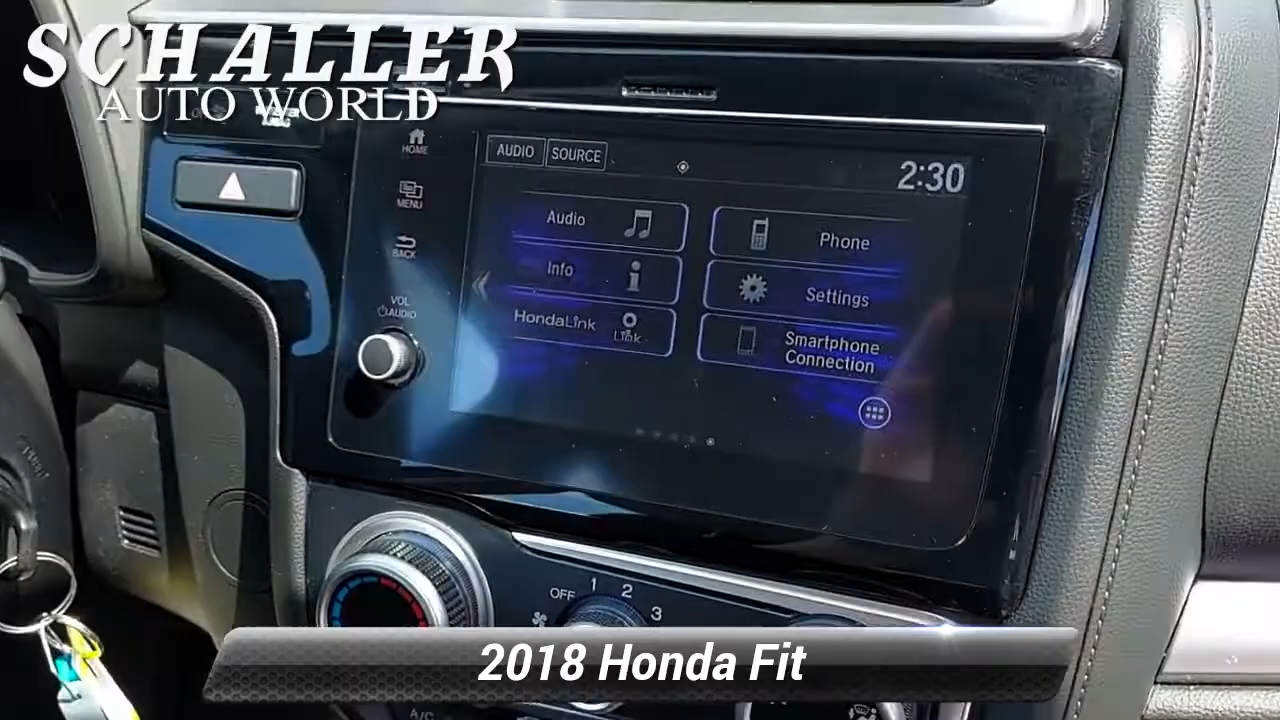 SCHALLER
AUTO WORLD
HOME
MENU
BACK
VOL
AUDIO
AUDIO SOURCE
2:30
Audio
Phone
Info
Settings
HondaLink
Link
Smartphone
Connection
OFF 1 2 3
A/C
2018 Honda Fit